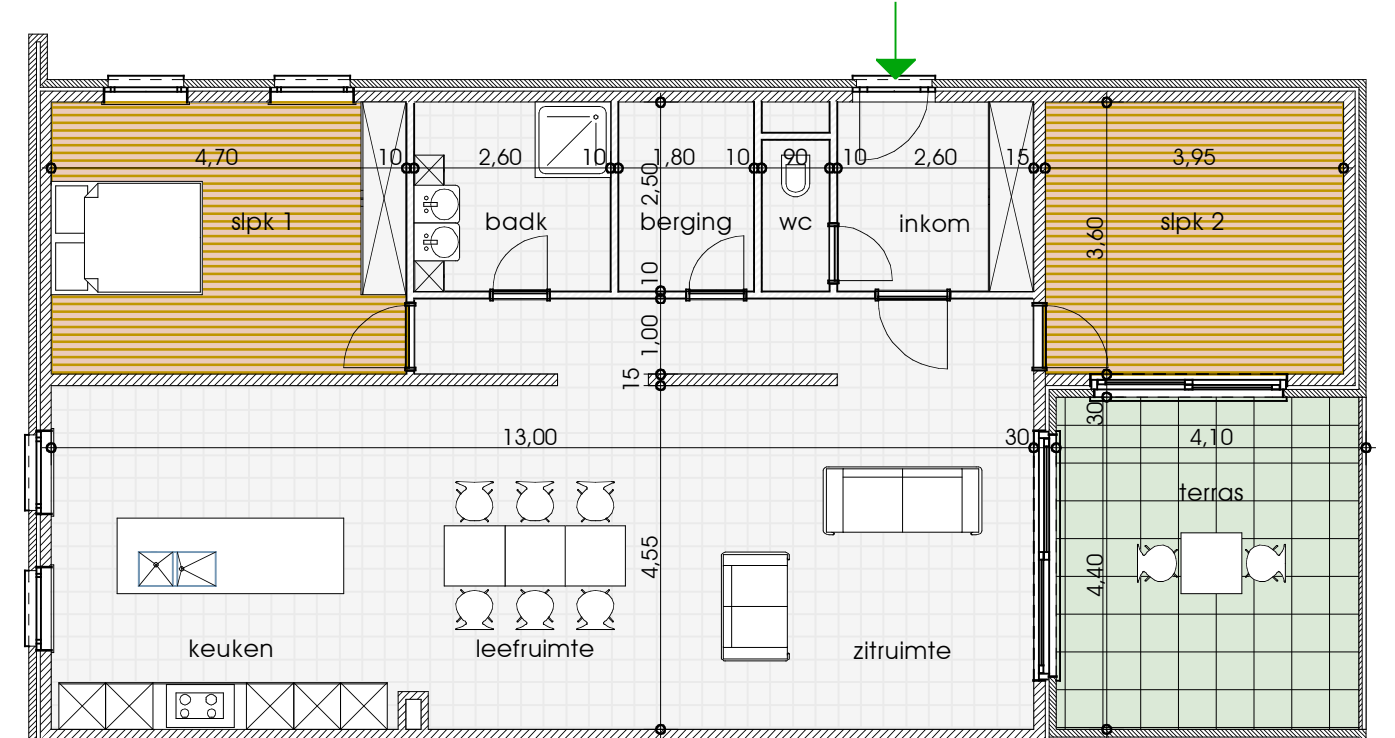 4,70 10 2,60 10 1,80 10 90 10 2,60 15 3,95
2,50
slpk 1 badk berging wc inkom slpk 2
3,60
10
1,00
15
30
13,00 30 4,10
terras
4,55
4,40
keuken leefruimte zitruimte